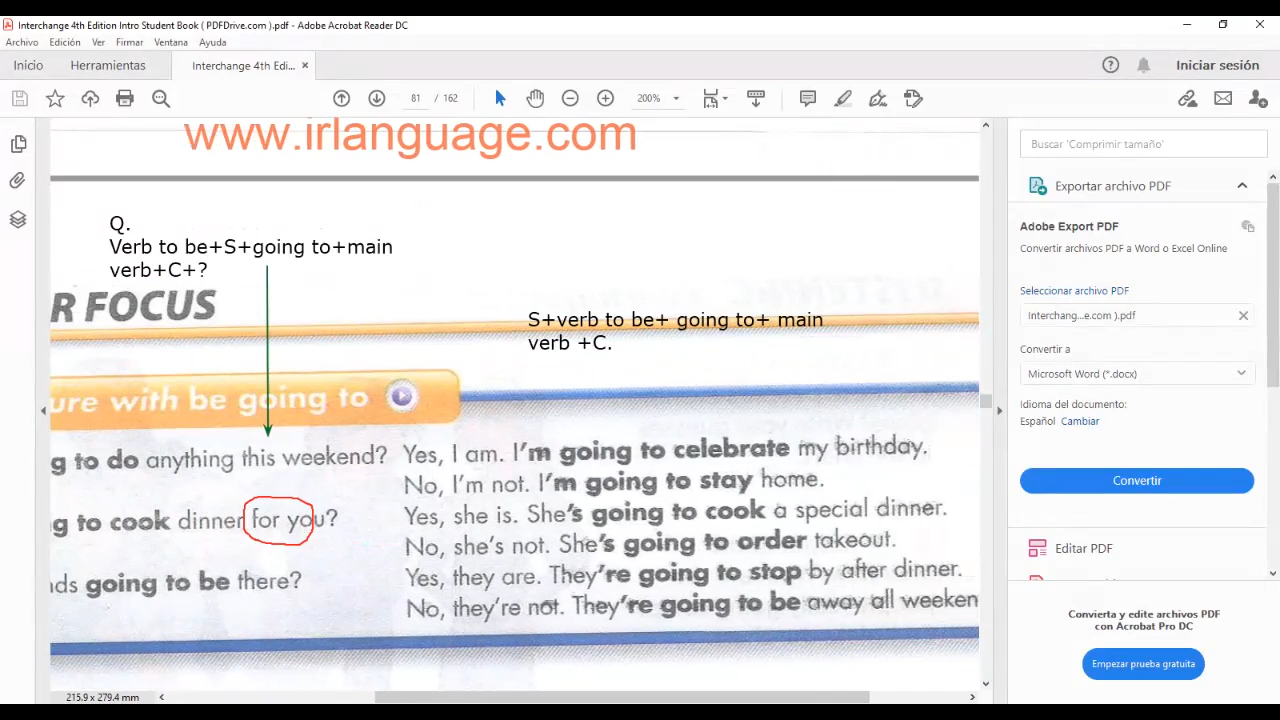 Interchange 4th Edition Intro Student Book ( PDFDrive.com ).pdf - Adobe Acrobat Reader DC
Archivo Edición Ver Firmar Ventana Ayuda
Inicio Herramientas Interchange 4th Edi... × Iniciar sesión
81 / 162 200%
www.irlanguage.com
Q.
Verb to be+S+going to+main
verb+C+?
R FOCUS
S+verb to be+ going to+ main
verb +C.
ure with be going to
g to do anything this weekend? Yes, I am. I'm going to celebrate my birthday.
No, I'm not. I'm going to stay home.
g to cook dinner for you? Yes, she is. She's going to cook a special dinner.
No, she's not. She's going to order takeout.
nds going to be there? Yes, they are. They're going to stop by after dinner.
No, they're not. They're going to be away all weeken
215.9 x 279.4 mm
Buscar 'Comprimir tamaño'
Exportar archivo PDF
Adobe Export PDF
Convertir archivos PDF a Word o Excel Online
Seleccionar archivo PDF
Interchang...e.com ).pdf
Convertir a
Microsoft Word (*.docx)
Idioma del documento:
Español Cambiar
Convertir
Editar PDF
Convierta y edite archivos PDF
con Acrobat Pro DC
Empezar prueba gratuita